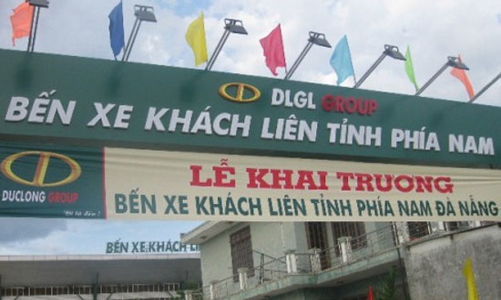 DLGL GROUP
BẾN XE KHÁCH LIÊN TỈNH PHÍA NAM
DUCLONG GROUP
LỄ KHAI TRƯƠNG
BẾN XE KHÁCH LIÊN TỈNH PHÍA NAM ĐÀ NẴNG
BẾN XE KHÁCH LI